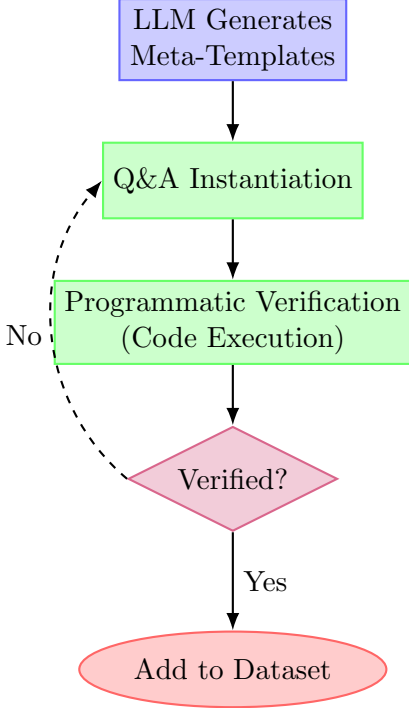 LLM Generates
Meta-Templates
Q&A Instantiation
Programmatic Verification
(Code Execution)
No
Verified?
Yes
Add to Dataset